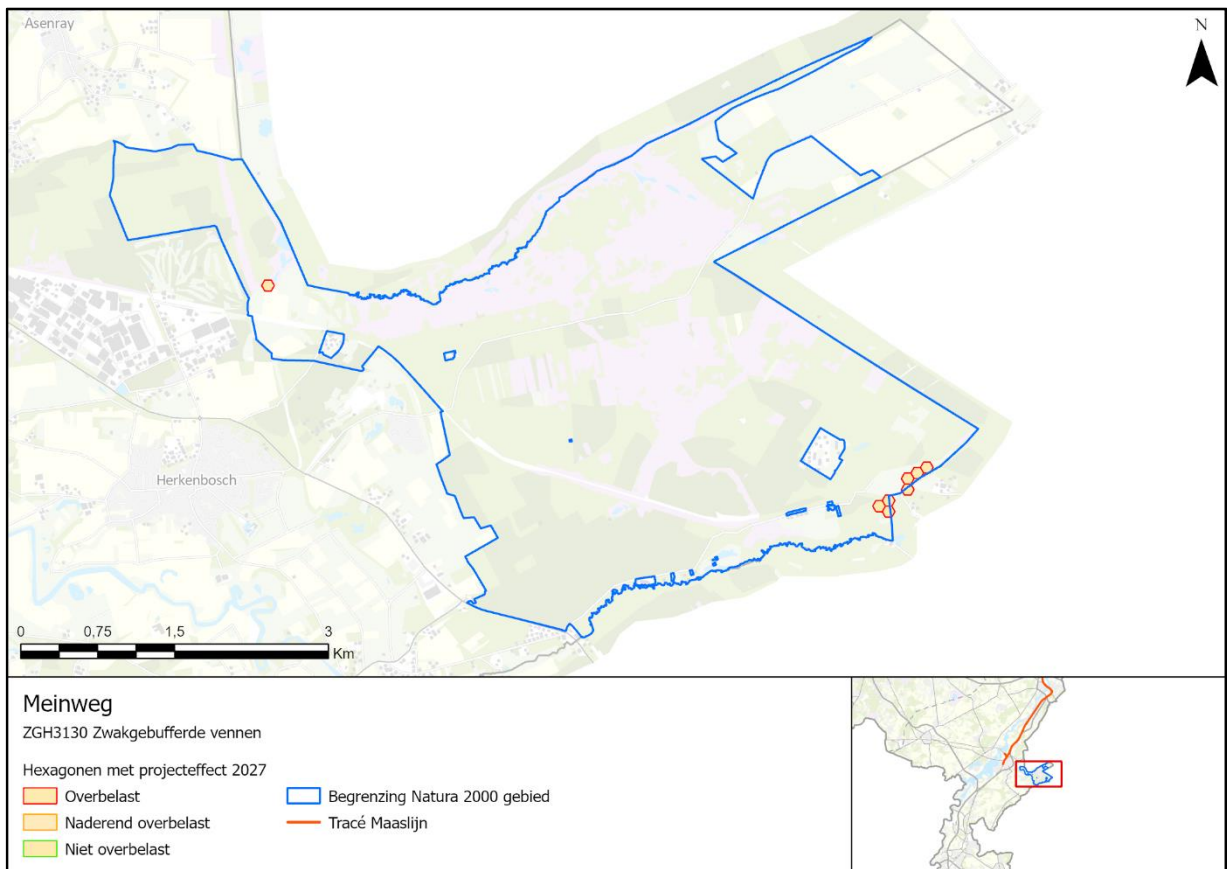 Asenray
N
Herkenbosch
0 0,75 1,5 3
Km
Meinweg
ZGH3130 Zwakgebufferde vennen
Hexagonen met projecteffect 2027
Overbelast
Naderend overbelast
Niet overbelast
Begrenzing Natura 2000 gebied
Tracé Maaslijn